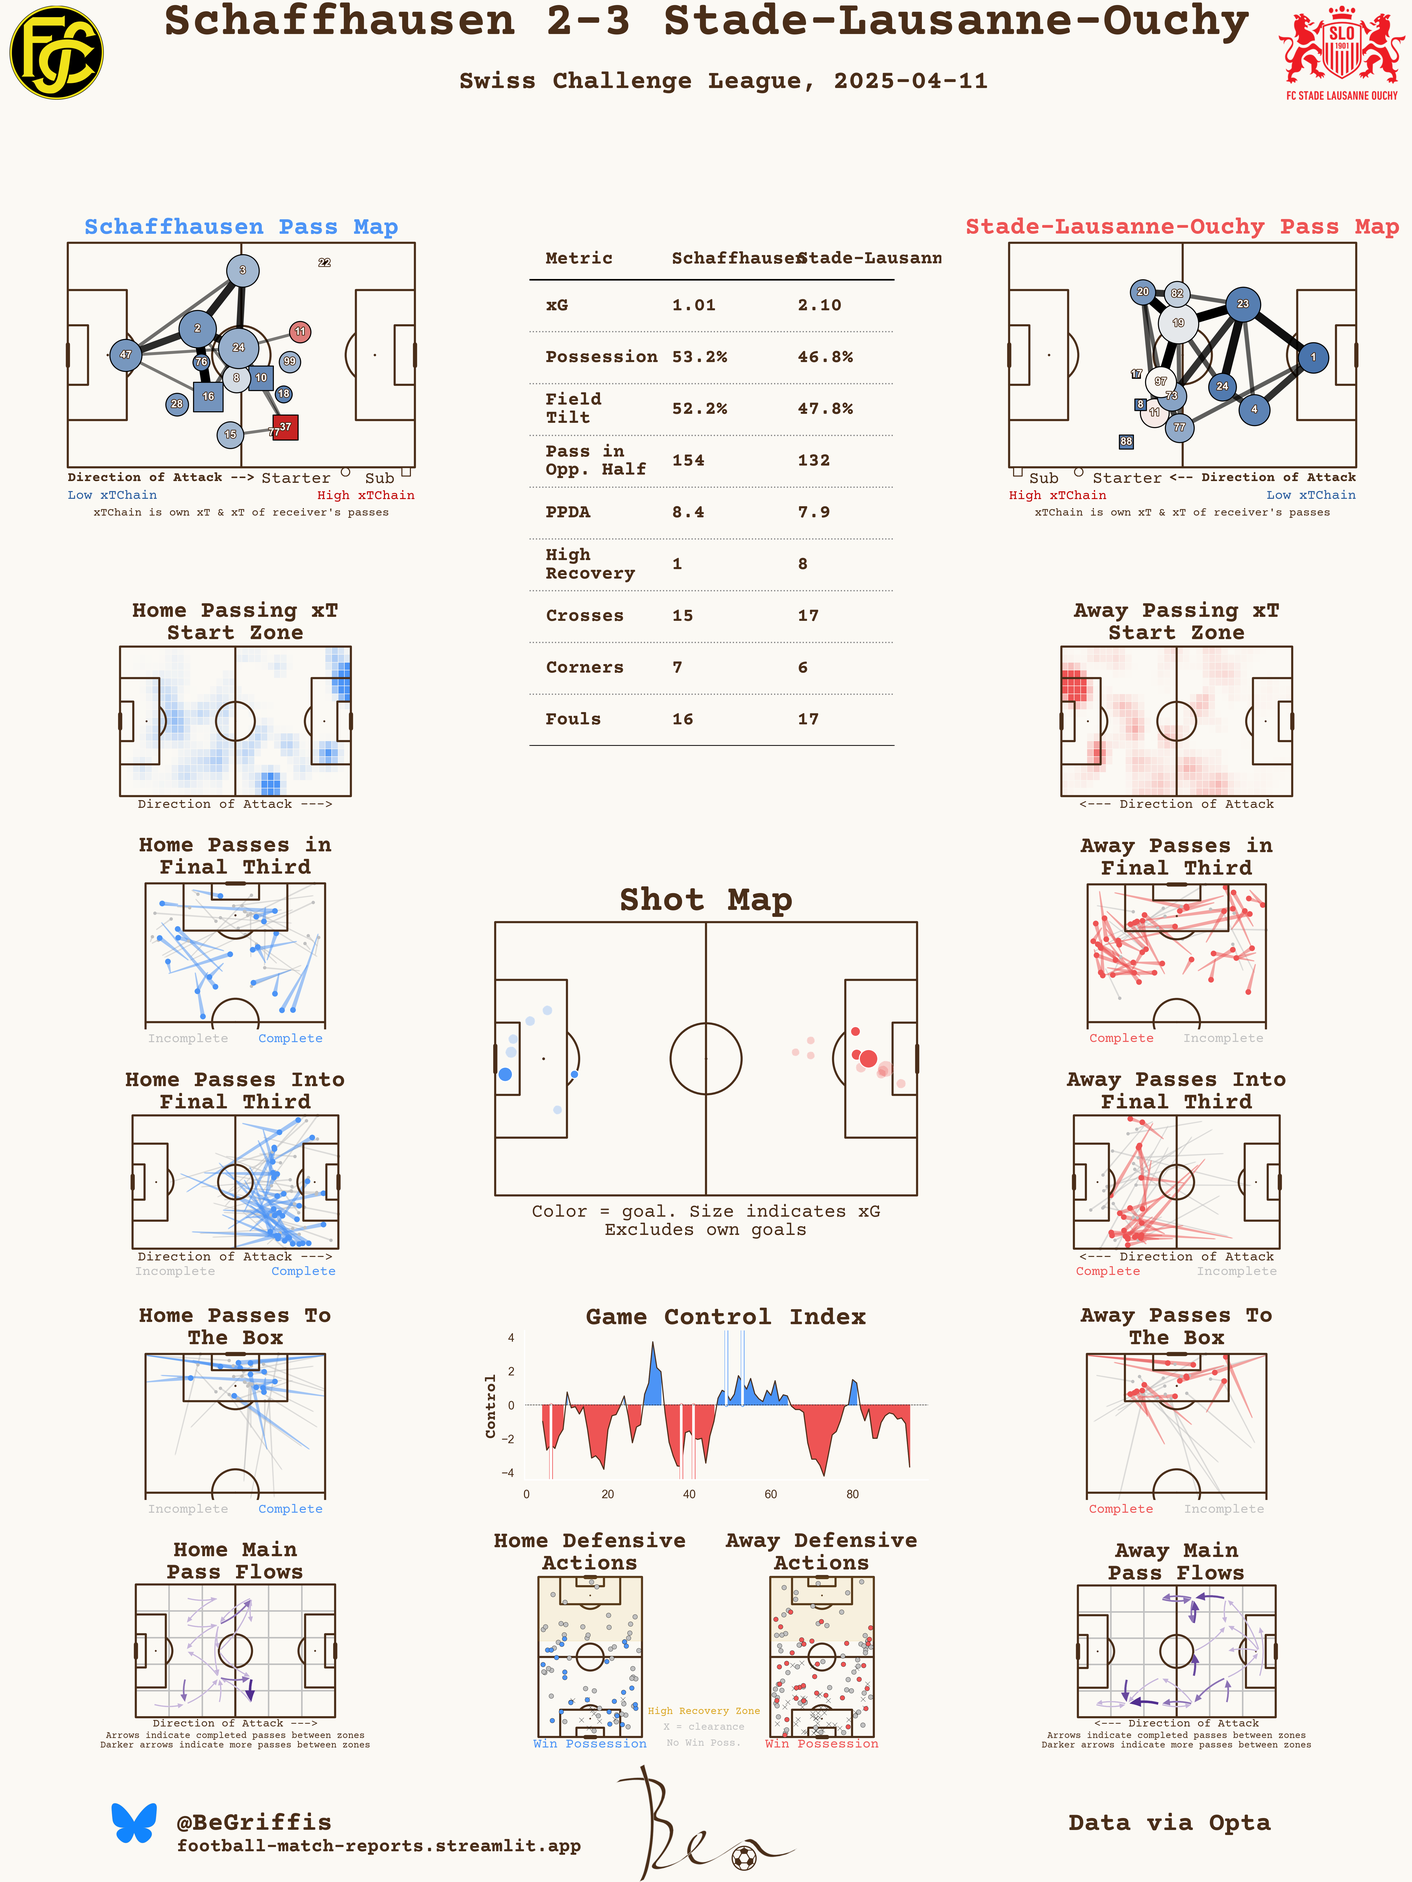 Schaffhausen 2-3 Stade-Lausanne-Ouchy
Swiss Challenge League, 2025-04-11
FCS
SLO
1901
FC STADE LAUSANNE OUCHY
Schaffhausen Pass Map
3
22
2
11
47
24
76
99
8
10
16
18
28
15
77
37
Direction of Attack --> Starter Sub
Low xTChain High xTChain
xTChain is own xT & xT of receiver's passes
Metric Schaffhausen Stade-Lausann
xG 1.01 2.10
Possession 53.2% 46.8%
Field
Tilt 52.2% 47.8%
Pass in
Opp. Half 154 132
PPDA 8.4 7.9
High
Recovery 1 8
Crosses 15 17
Corners 7 6
Fouls 16 17
Stade-Lausanne-Ouchy Pass Map
20
82
23
19
1
17
97
24
73
8
11
4
77
88
Sub Starter <-- Direction of Attack
High xTChain Low xTChain
xTChain is own xT & xT of receiver's passes
Home Passing xT
Start Zone
Direction of Attack --->
Away Passing xT
Start Zone
<--- Direction of Attack
Home Passes in
Final Third
Incomplete Complete
Away Passes in
Final Third
Complete Incomplete
Shot Map
Color = goal. Size indicates xG
Excludes own goals
Home Passes Into
Final Third
Direction of Attack --->
Incomplete Complete
Away Passes Into
Final Third
<--- Direction of Attack
Complete Incomplete
Home Passes To
The Box
Incomplete Complete
Game Control Index
Control
4
2
0
−2
−4
0 20 40 60 80
Away Passes To
The Box
Complete Incomplete
Home Main
Pass Flows
Direction of Attack --->
Arrows indicate completed passes between zones
Darker arrows indicate more passes between zones
Home Defensive
Actions
Win Possession
High Recovery Zone
X = clearance
No Win Poss.
Away Defensive
Actions
Win Possession
Away Main
Pass Flows
<--- Direction of Attack
Arrows indicate completed passes between zones
Darker arrows indicate more passes between zones
@BeGriffis
football-match-reports.streamlit.app
Ben
Data via Opta